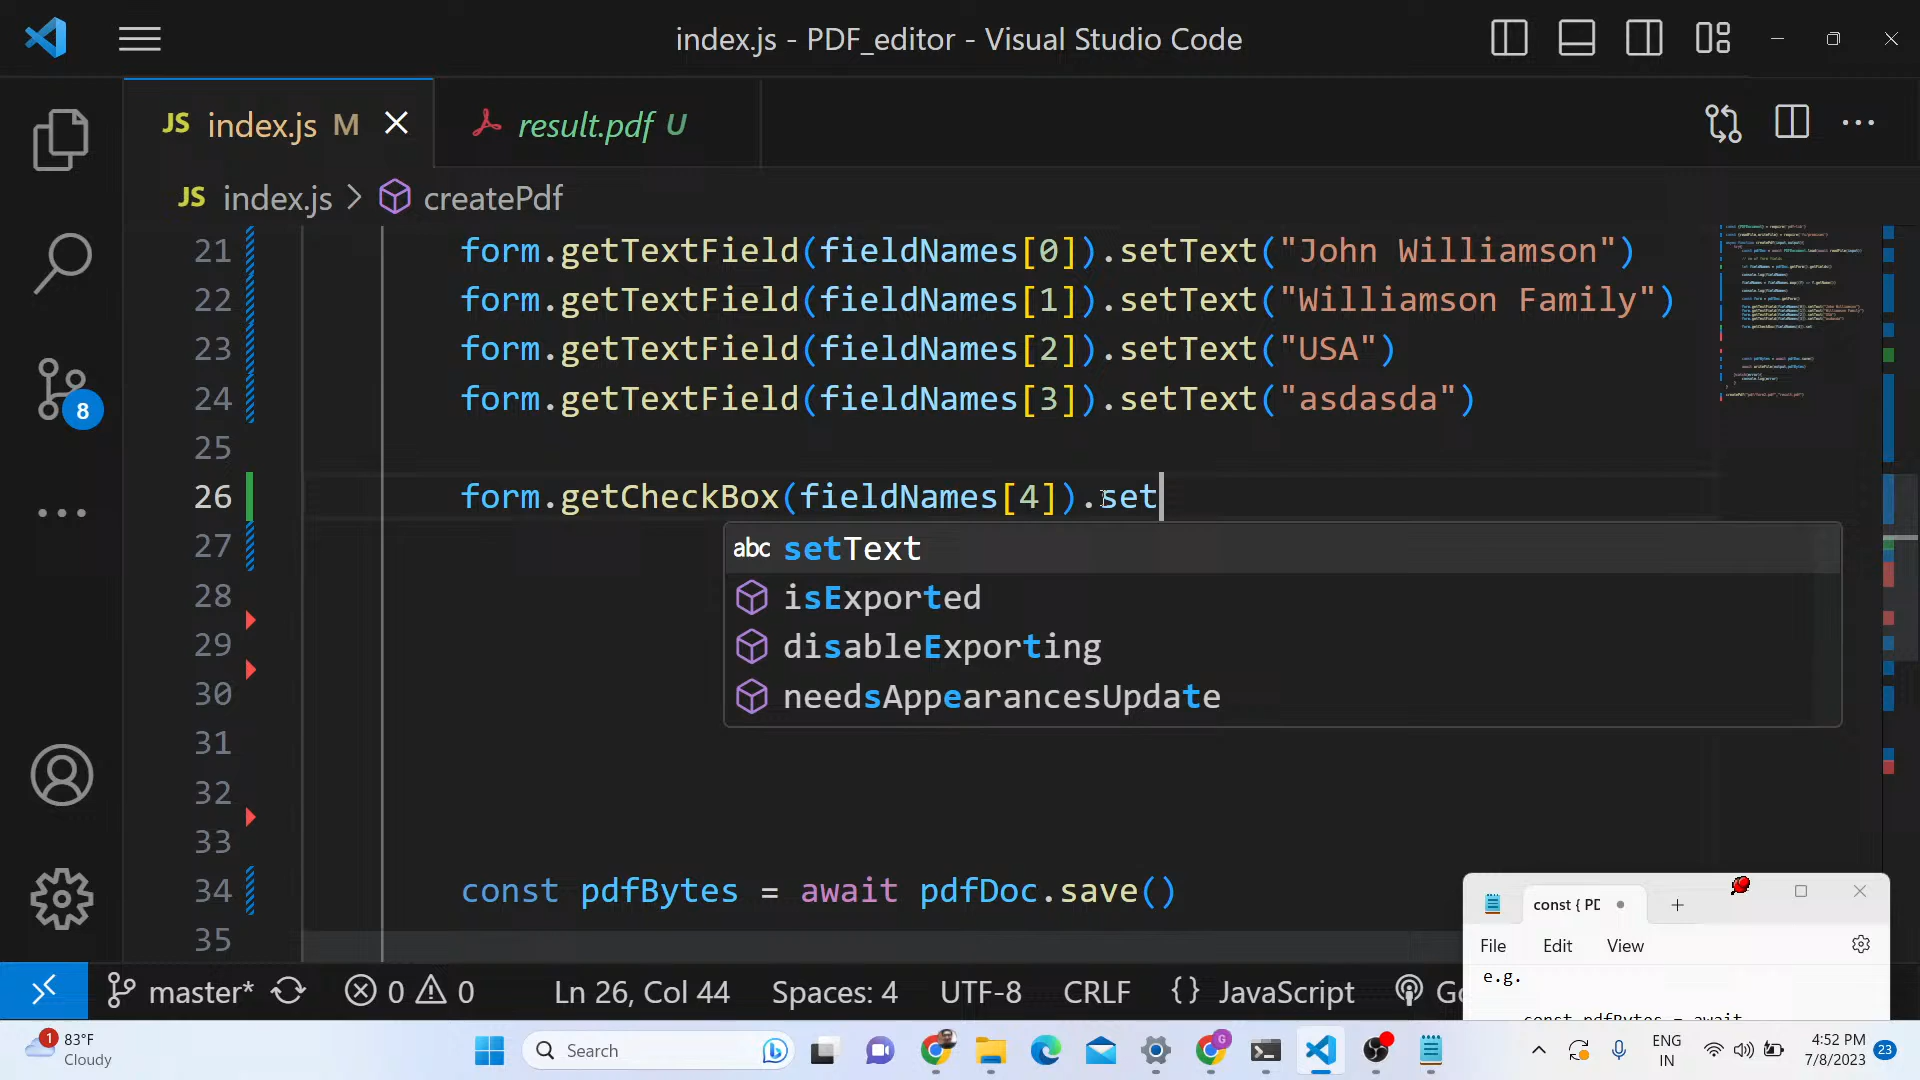 index.js - PDF_editor - Visual Studio Code
JS index.js M
result.pdf U
JS index.js > createPdf
21 form.getTextField(fieldNames[0]).setText("John Williamson")
22 form.getTextField(fieldNames[1]).setText("Williamson Family")
23 form.getTextField(fieldNames[2]).setText("USA")
24 form.getTextField(fieldNames[3]).setText("asdasda")
25
26 form.getCheckBox(fieldNames[4]).set
27
abc setText
28
isExported
29
disableExporting
30
needsAppearancesUpdate
31
32
33
34 const pdfBytes = await pdfDoc.save()
35
8
const { PD
File Edit View
e.g.
const pdfBytes = await
master* 0 0 Ln 26, Col 44 Spaces: 4 UTF-8 CRLF {} JavaScript Go
1 83°F
Cloudy
Search
ENG
IN
4:52 PM
7/8/2023
23